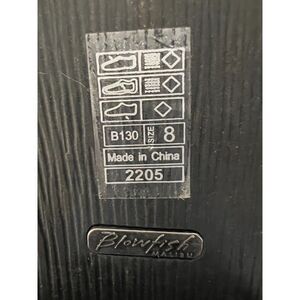 B130 SIZE 8
Made in China
2205
Blowfish
MALIBU